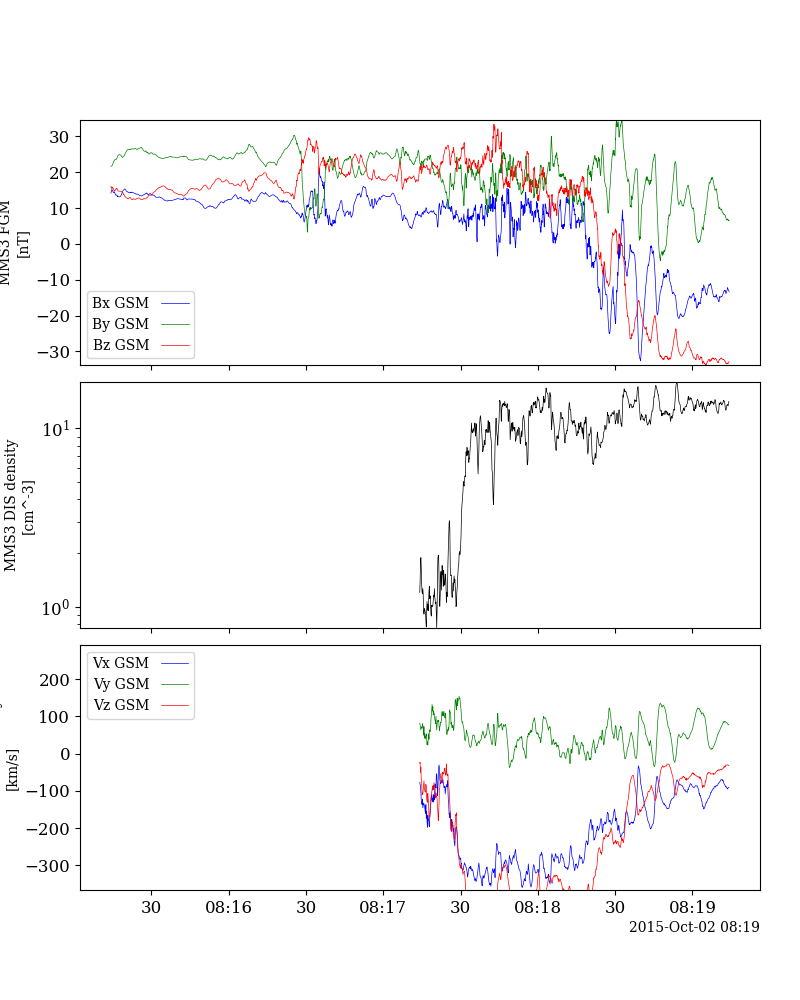 MMS3 FGM
[nT]
30
20
10
0
−10
−20
−30
Bx GSM
By GSM
Bz GSM
MMS3 DIS density
[cm^-3]
10¹
10⁰
[km/s]
200
100
0
−100
−200
−300
Vx GSM
Vy GSM
Vz GSM
30
08:16
30
08:17
30
08:18
30
08:19
2015-Oct-02 08:19